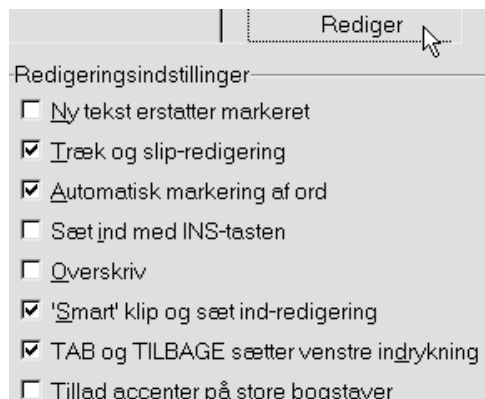 Rediger
Redigeringsindstillinger
Ny tekst erstatter markeret
Træk og slip-redigering
Automatisk markering af ord
Sæt ind med INS-tasten
Overskriv
'Smart' klip og sæt ind-redigering
TAB og TILBAGE sætter venstre indrykning
Tillad accenter på store bogstaver